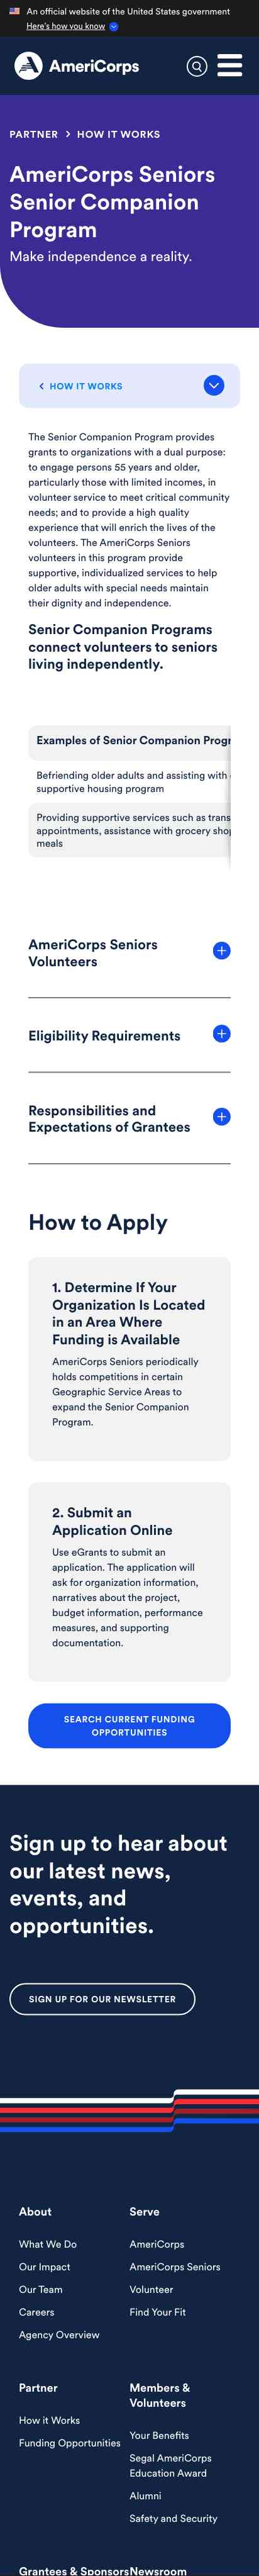 An official website of the United States government
Here's how you know
AmeriCorps
PARTNER > HOW IT WORKS
AmeriCorps Seniors
Senior Companion
Program
Make independence a reality.
HOW IT WORKS
The Senior Companion Program provides
grants to organizations with a dual purpose:
to engage persons 55 years and older,
particularly those with limited incomes, in
volunteer service to meet critical community
needs; and to provide a high quality
experience that will enrich the lives of the
volunteers. The AmeriCorps Seniors
volunteers in this program provide
supportive, individualized services to help
older adults with special needs maintain
their dignity and independence.
Senior Companion Programs
connect volunteers to seniors
living independently.
Examples of Senior Companion
Befriending older adults and assisting with
supportive housing program
Providing supportive services such as
appointments, assistance with grocery
meals
AmeriCorps Seniors
Volunteers
Eligibility Requirements
Responsibilities and
Expectations of Grantees
How to Apply
1. Determine If Your
Organization Is Located
in an Area Where
Funding is Available
AmeriCorps Seniors periodically
holds competitions in certain
Geographic Service Areas to
expand the Senior Companion
Program.
2. Submit an
Application Online
Use eGrants to submit an
application. The application will
ask for organization information,
narratives about the project,
budget information, performance
measures, and supporting
documentation.
SEARCH CURRENT FUNDING
OPPORTUNITIES
Sign up to hear about
our latest news,
events, and
opportunities.
SIGN UP FOR OUR NEWSLETTER
About
What We Do
Our Impact
Our Team
Careers
Agency Overview
Serve
AmeriCorps
AmeriCorps Seniors
Volunteer
Find Your Fit
Partner
How it Works
Funding Opportunities
Members &
Volunteers
Your Benefits
Segal AmeriCorps
Education Award
Alumni
Safety and Security
Grantees & Sponsors
Newsroom